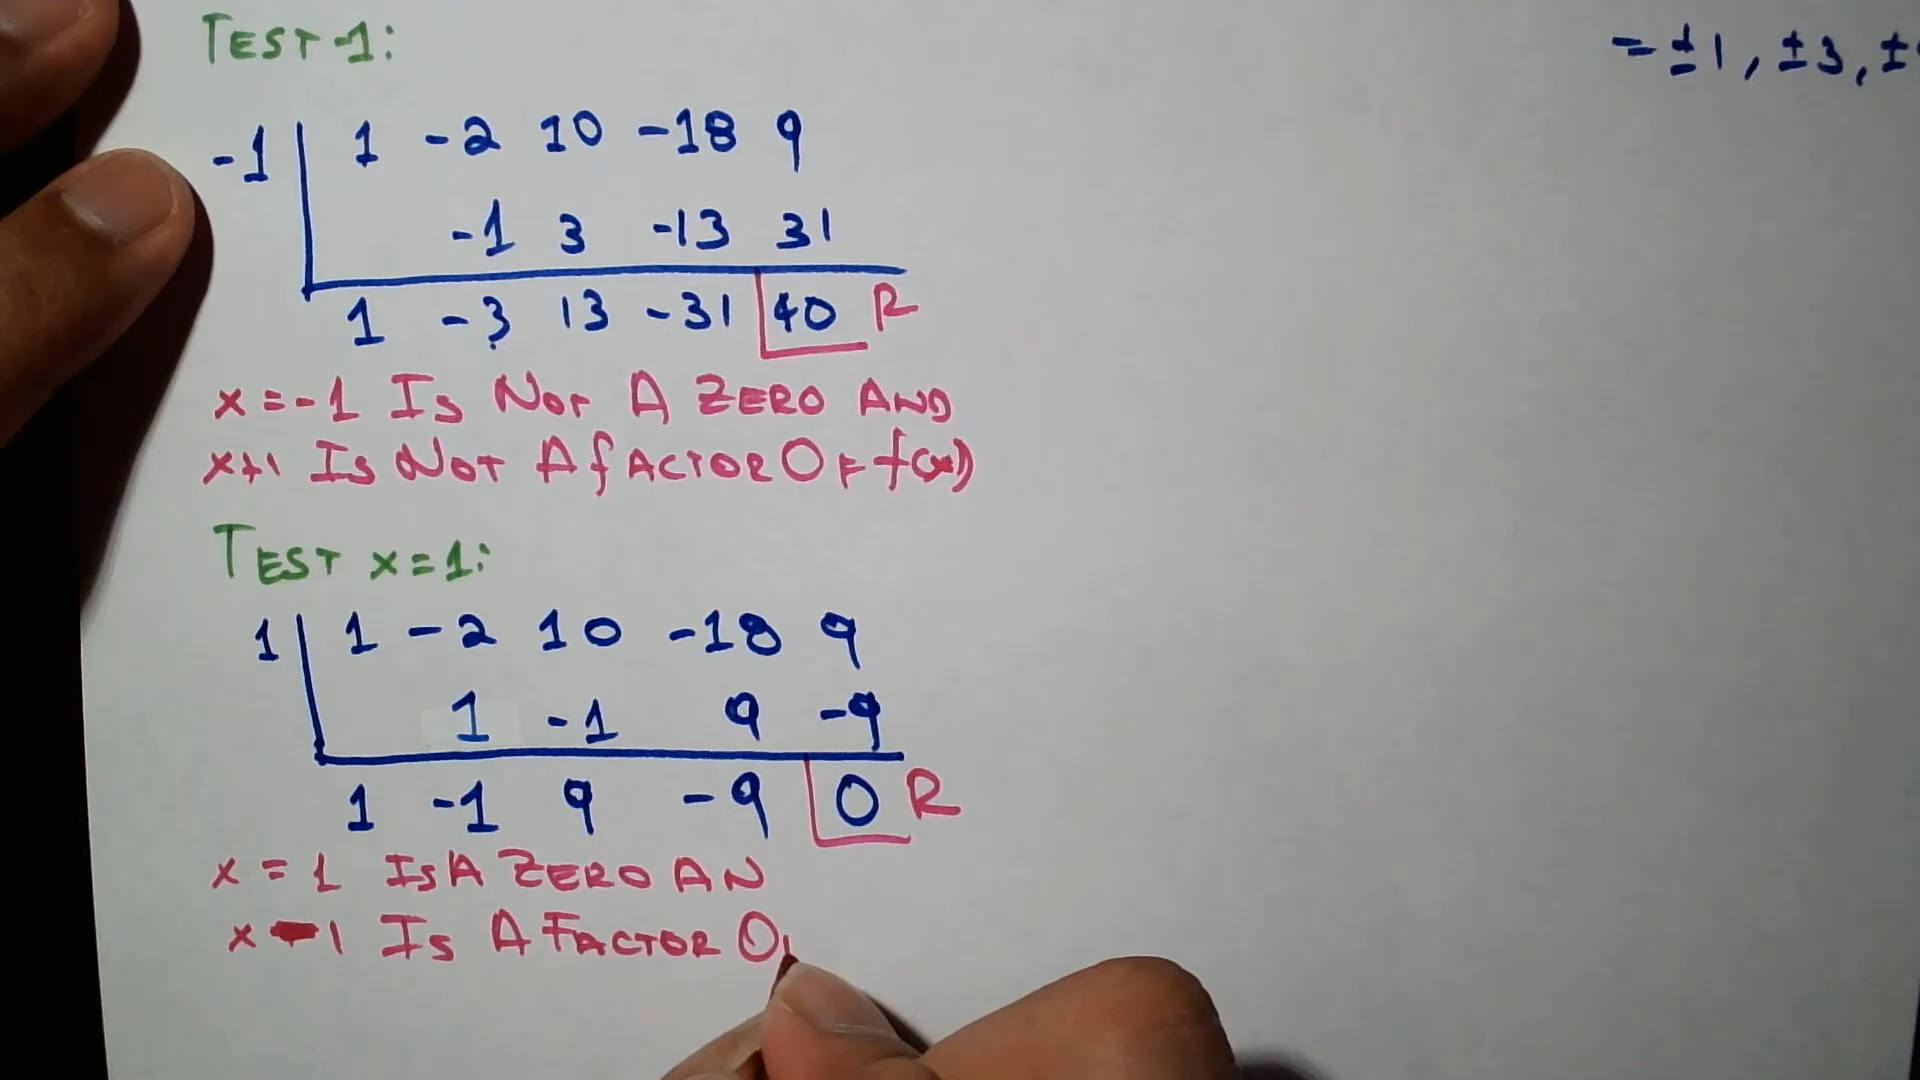 TEST -1:
= ±1, ±3, ±
-1 | 1 -2 10 -18 9
-1 3 -13 31
1 -3 13 -31 40 R
x = -1 Is Not A ZERO AND
x+1 Is Not A fACTOR OF f(x)
TEST x=1:
1 | 1 -2 10 -18 9
1 -1 9 -9
1 -1 9 -9 0 R
x = 1 Is A ZERO AN
x-1 Is A FACTOR O